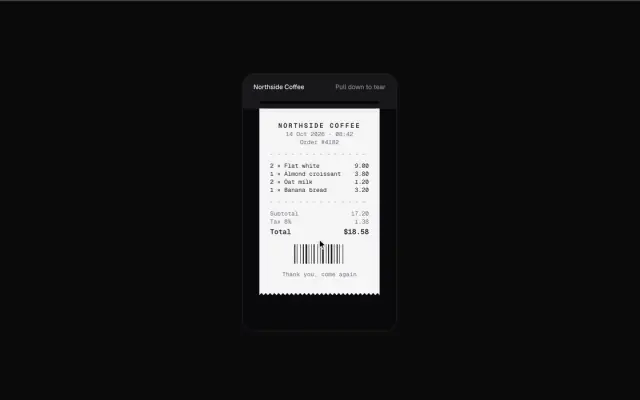 Northside Coffee Pull down to tear
NORTHSIDE COFFEE
14 Oct 2026 · 08:42
Order #4182
2 × Flat white 9.00
1 × Almond croissant 3.80
2 × Oat milk 1.20
1 × Banana bread 3.20
Subtotal 17.20
Tax 8% 1.38
Total $18.58
Thank you, come again